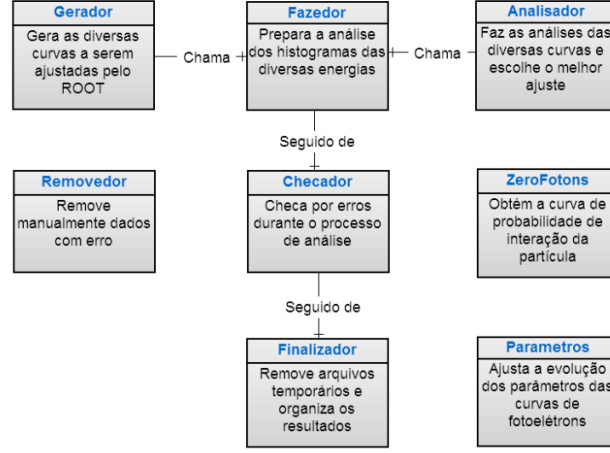 Gerador
Gera as diversas
curvas a serem
ajustadas pelo
ROOT
Chama
Fazedor
Prepara a análise
dos histogramas das
diversas energias
Chama
Analisador
Faz as análises das
diversas curvas e
escolhe o melhor
ajuste
Seguido de
Removedor
Remove
manualmente dados
com erro
Checador
Checa por erros
durante o processo
de análise
ZeroFotons
Obtém a curva de
probabilidade de
interação da
partícula
Seguido de
Finalizador
Remove arquivos
temporários e
organiza os
resultados
Parametros
Ajusta a evolução
dos parâmetros das
curvas de
fotoelétrons